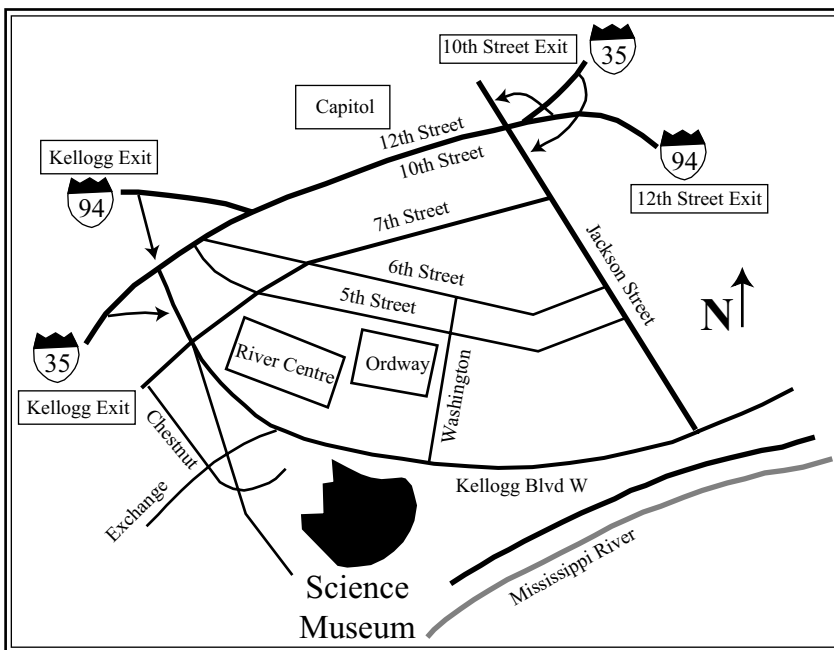 10th Street Exit
35
Capitol
12th Street
10th Street
Kellogg Exit
94
94
12th Street Exit
7th Street
6th Street
5th Street
Jackson Street
N
River Centre
Ordway
Washington
35
Kellogg Exit
Chestnut
Exchange
Kellogg Blvd W
Mississippi River
Science
Museum